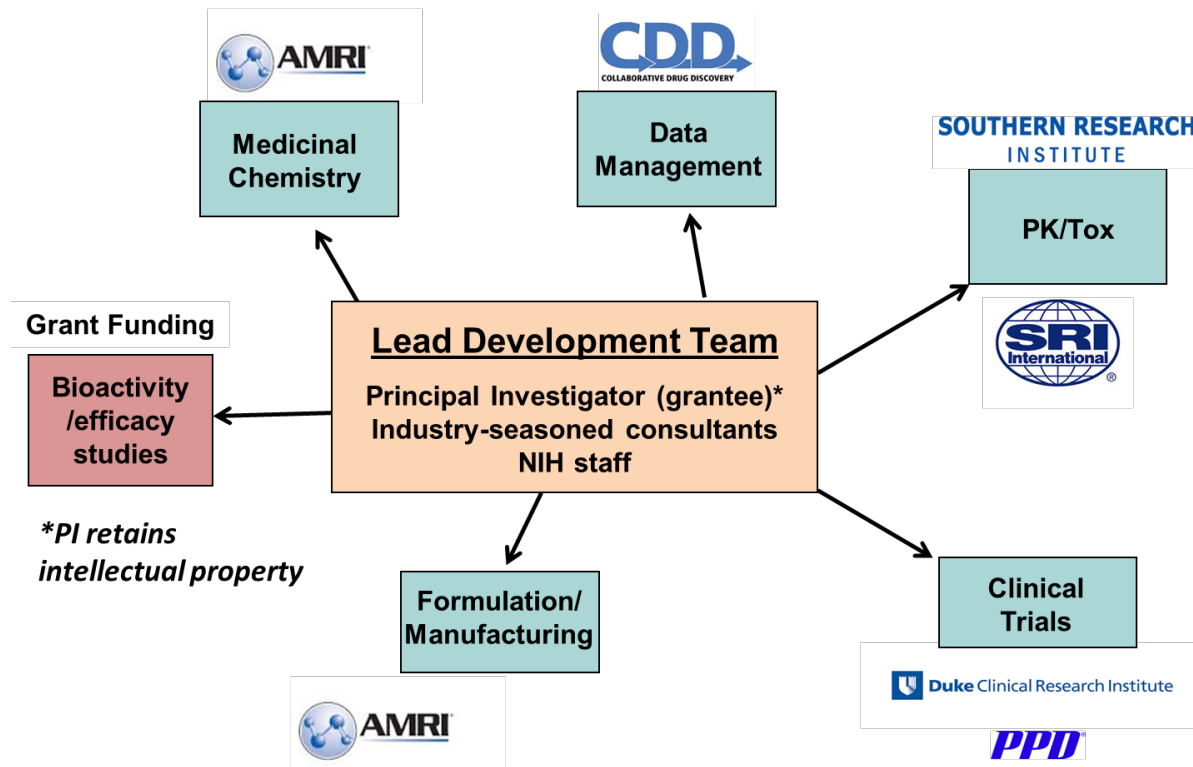 AMRI
CDD
COLLABORATIVE DRUG DISCOVERY
Medicinal
Chemistry
Data
Management
SOUTHERN RESEARCH
INSTITUTE
PK/Tox
SRI
International
®
Grant Funding
Bioactivity
/efficacy
studies
Lead Development Team
Principal Investigator (grantee)*
Industry-seasoned consultants
NIH staff
*PI retains
intellectual property
Formulation/
Manufacturing
AMRI
Clinical
Trials
Duke Clinical Research Institute
PPD